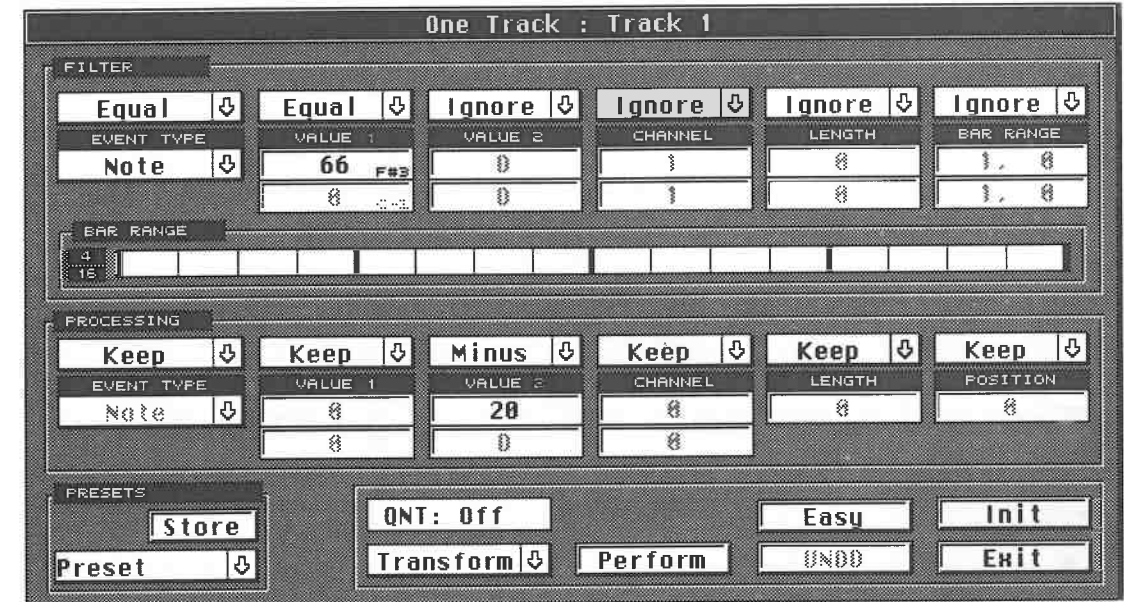 One Track : Track 1
FILTER
Equal Equal Ignore Ignore Ignore Ignore
EVENT TYPE VALUE 1 VALUE 2 CHANNEL LENGTH BAR RANGE
Note 66 F#3 0 1 0 1, 0
0 C-2 0 1 0 1, 0
BAR RANGE
4
16
PROCESSING
Keep Keep Minus Keep Keep Keep
EVENT TYPE VALUE 1 VALUE 2 CHANNEL LENGTH POSITION
Note 0 20 0 0 0
0 0 0
PRESETS
Store QNT: Off Easy Init
Preset Transform Perform UNDO Exit